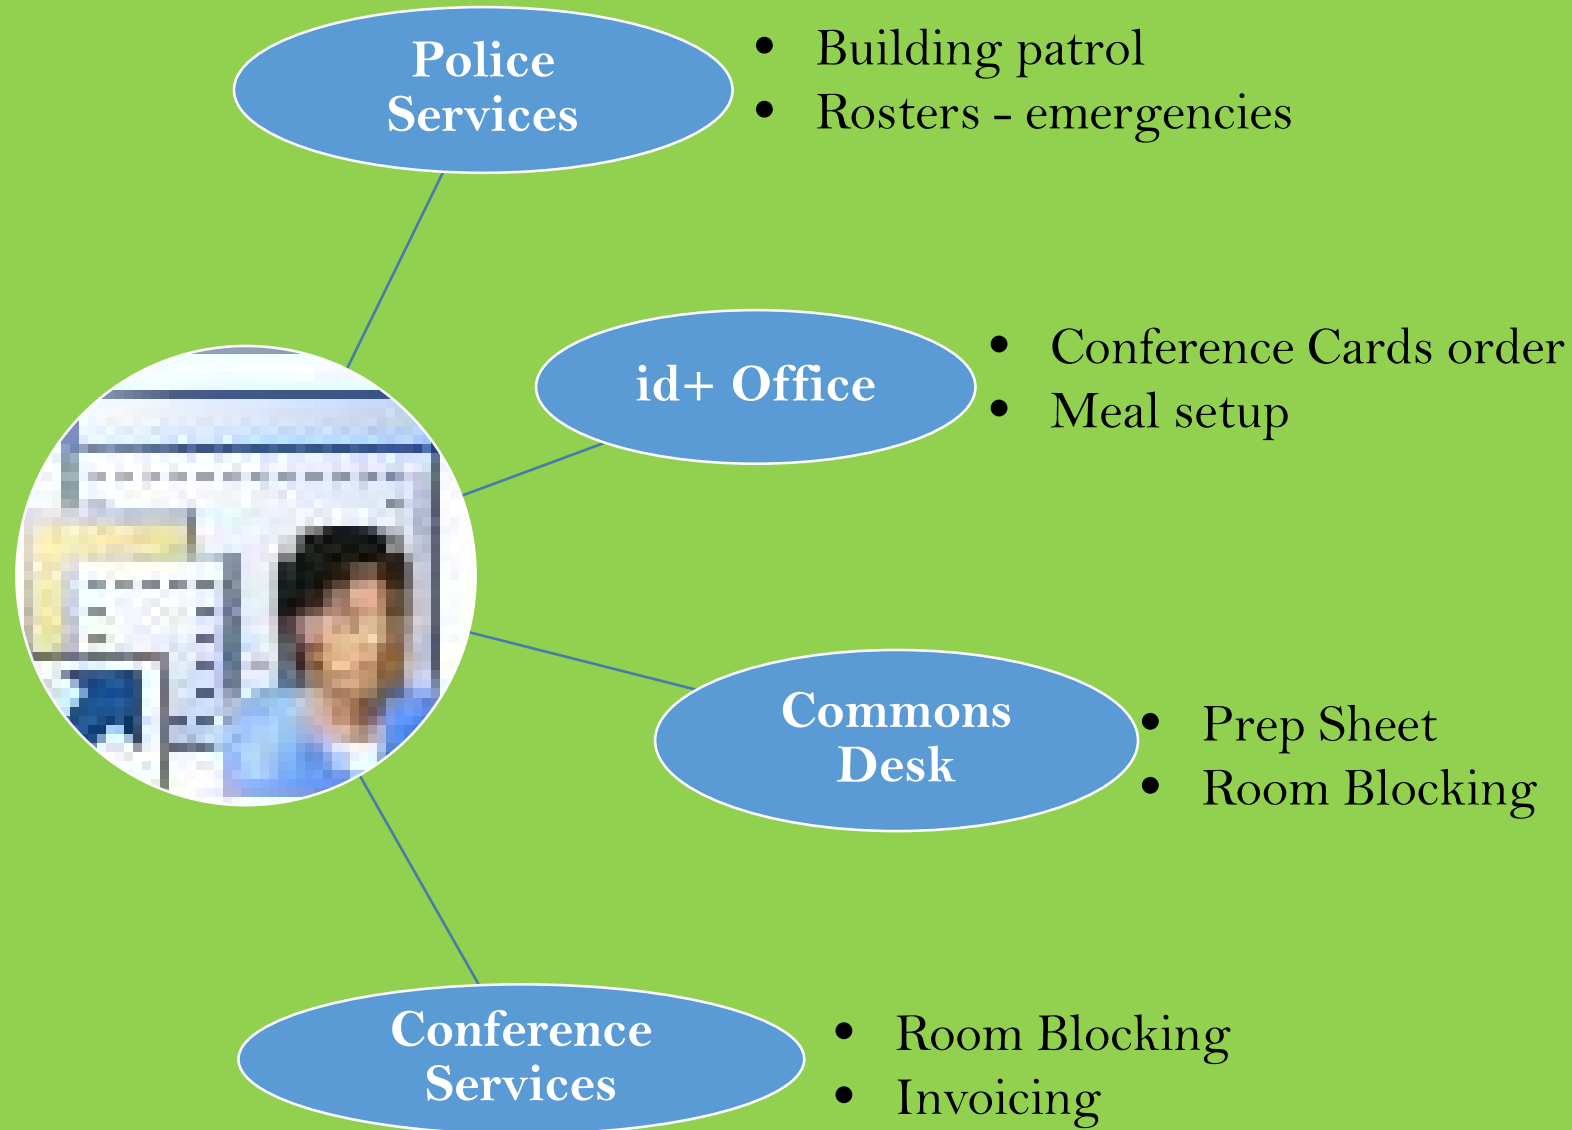 Police
Services
• Building patrol
• Rosters - emergencies
id+ Office
• Conference Cards order
• Meal setup
Commons
Desk
• Prep Sheet
• Room Blocking
Conference
Services
• Room Blocking
• Invoicing